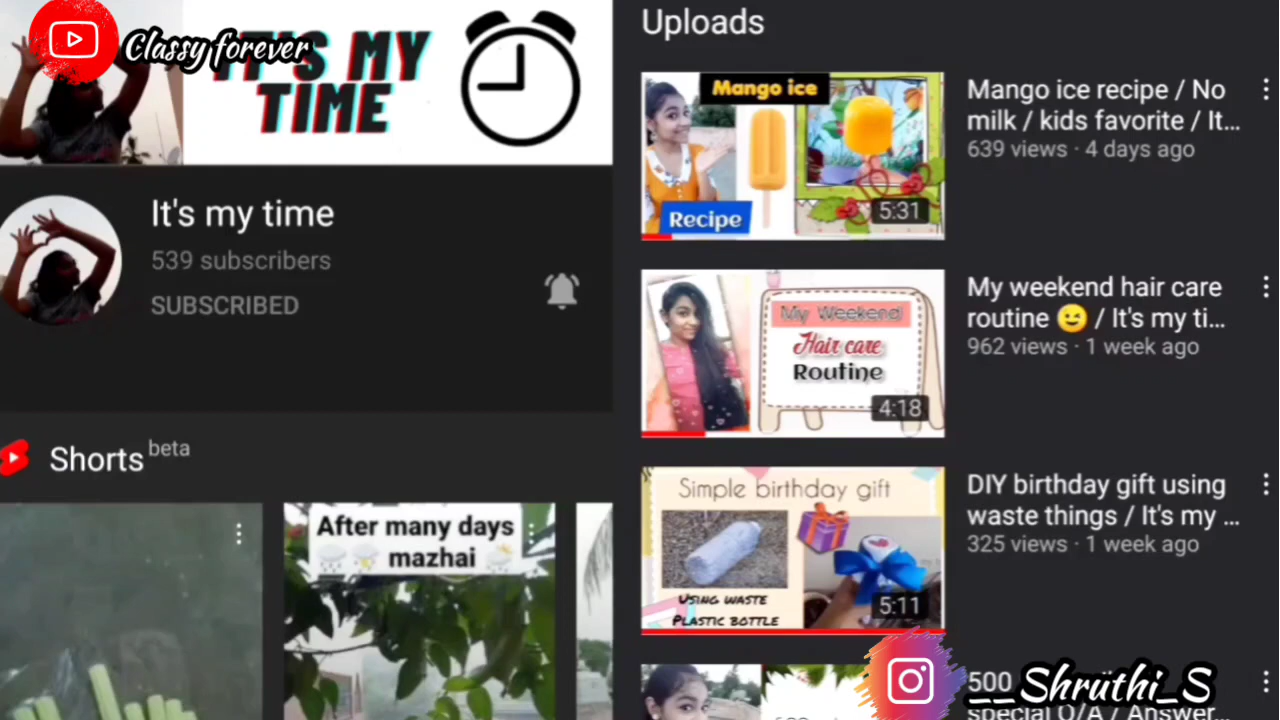 Classy forever
IT'S MY
TIME
It's my time
539 subscribers
SUBSCRIBED
Shorts beta
After many days
mazhai
Uploads
Mango ice
Recipe
5:31
Mango ice recipe / No
milk / kids favorite / It...
639 views · 4 days ago
My Weekend
Hair care
Routine
4:18
My weekend hair care
routine 😉 / It's my ti...
962 views · 1 week ago
Simple birthday gift
USING WASTE
PLASTIC BOTTLE
5:11
DIY birthday gift using
waste things / It's my ...
325 views · 1 week ago
500
special Q/A / Answer...
__Shruthi_S